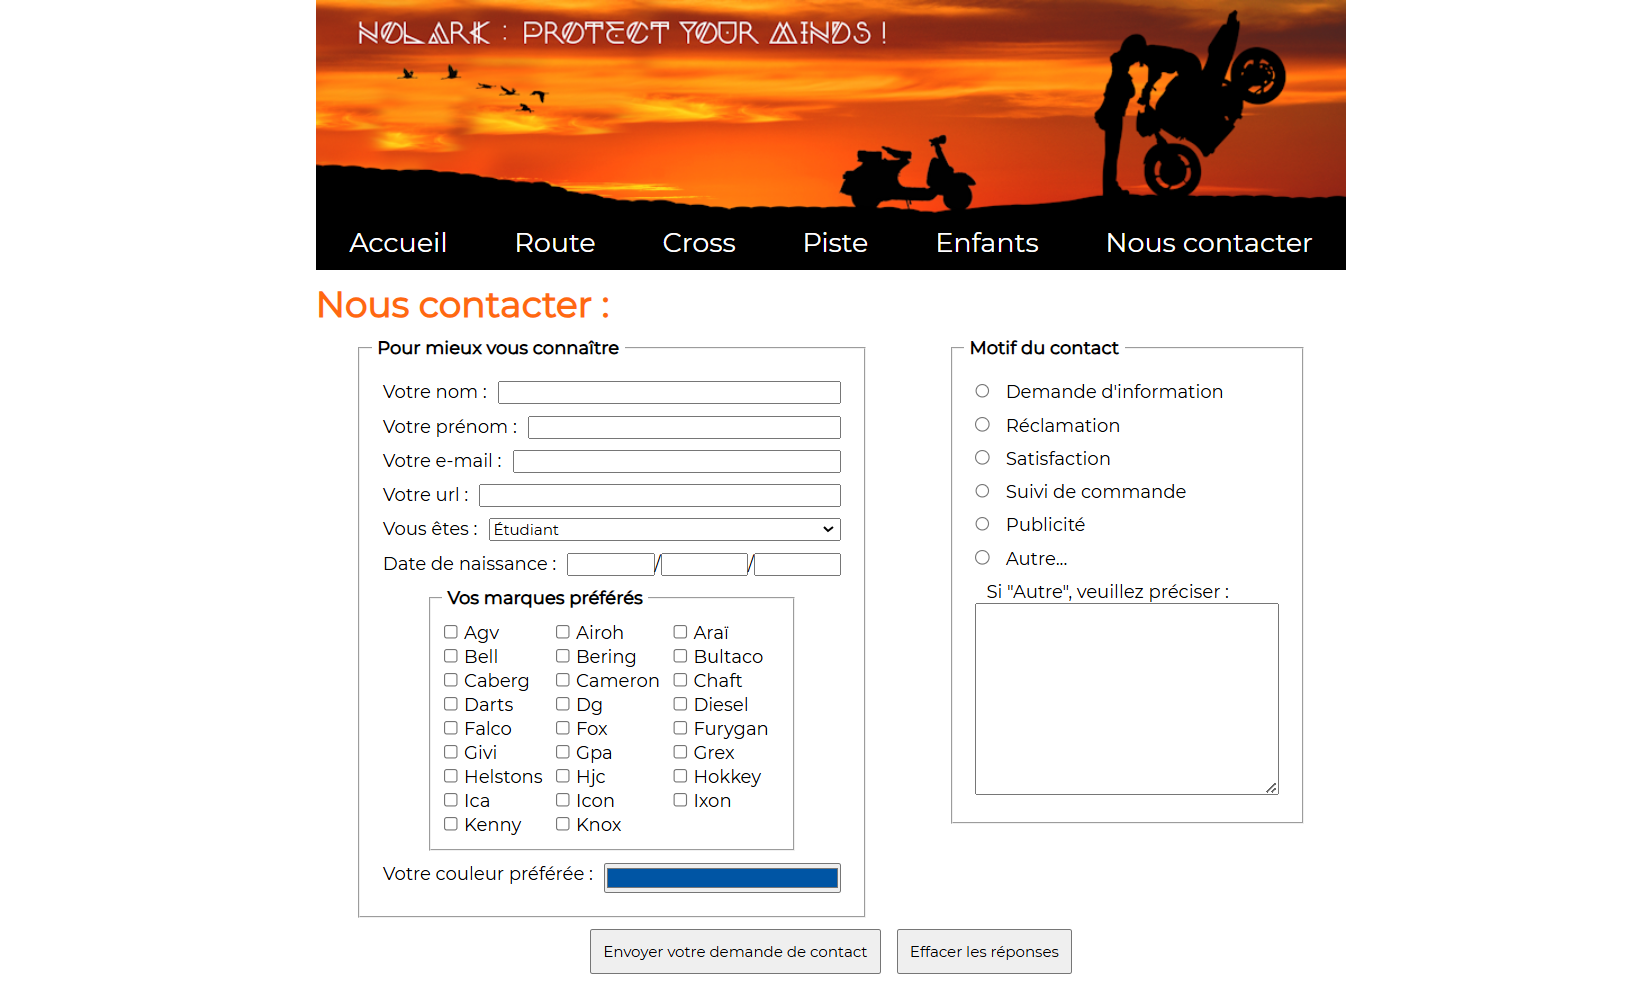 NOLARK : PROTECT YOUR MINDS !
Accueil Route Cross Piste Enfants Nous contacter
Nous contacter :
Pour mieux vous connaître
Votre nom :
Votre prénom :
Votre e-mail :
Votre url :
Vous êtes : Étudiant
Date de naissance : / /
Vos marques préférés
Agv Airoh Araï
Bell Bering Bultaco
Caberg Cameron Chaft
Darts Dg Diesel
Falco Fox Furygan
Givi Gpa Grex
Helstons Hjc Hokkey
Ica Icon Ixon
Kenny Knox
Votre couleur préférée :
Motif du contact
Demande d'information
Réclamation
Satisfaction
Suivi de commande
Publicité
Autre...
Si "Autre", veuillez préciser :
Envoyer votre demande de contact Effacer les réponses